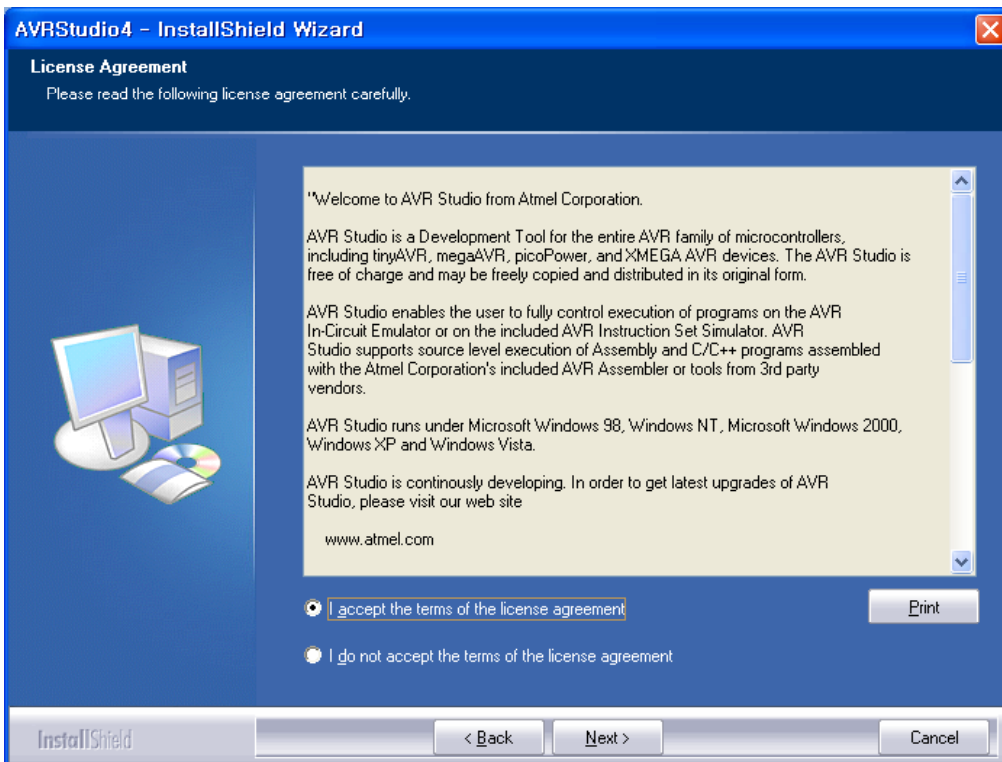 AVRStudio4 - InstallShield Wizard
License Agreement
Please read the following license agreement carefully.
"Welcome to AVR Studio from Atmel Corporation.
AVR Studio is a Development Tool for the entire AVR family of microcontrollers,
including tinyAVR, megaAVR, picoPower, and XMEGA AVR devices. The AVR Studio is
free of charge and may be freely copied and distributed in its original form.
AVR Studio enables the user to fully control execution of programs on the AVR
In-Circuit Emulator or on the included AVR Instruction Set Simulator. AVR
Studio supports source level execution of Assembly and C/C++ programs assembled
with the Atmel Corporation's included AVR Assembler or tools from 3rd party
vendors.
AVR Studio runs under Microsoft Windows 98, Windows NT, Microsoft Windows 2000,
Windows XP and Windows Vista.
AVR Studio is continously developing. In order to get latest upgrades of AVR
Studio, please visit our web site
www.atmel.com
I accept the terms of the license agreement
Print
I do not accept the terms of the license agreement
InstallShield
< Back
Next >
Cancel